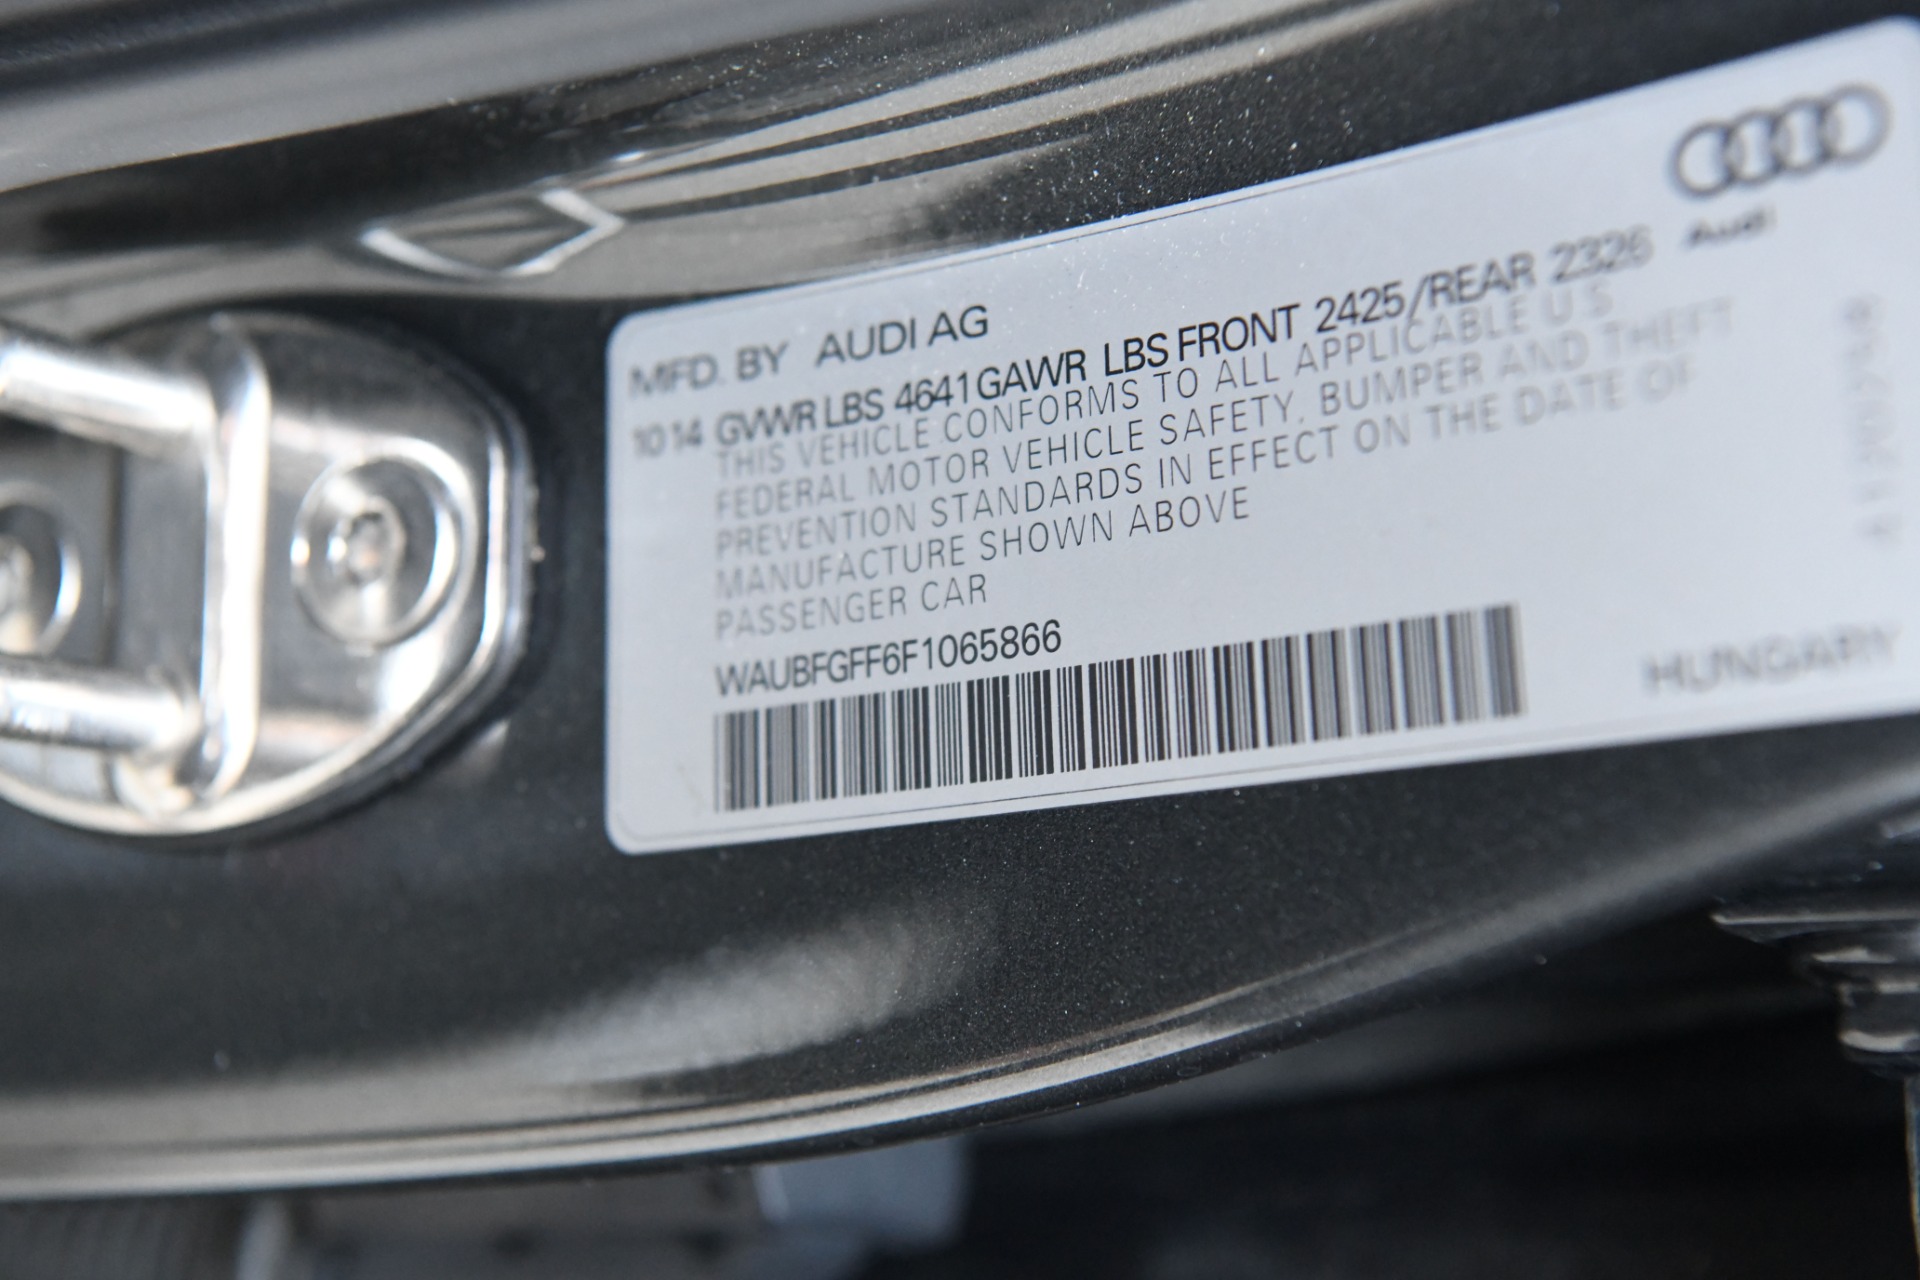 MFD. BY AUDI AG
10 14 GVWR LBS 4641 GAWR LBS FRONT 2425/REAR 2326
THIS VEHICLE CONFORMS TO ALL APPLICABLE U.S.
FEDERAL MOTOR VEHICLE SAFETY, BUMPER AND THEFT
PREVENTION STANDARDS IN EFFECT ON THE DATE OF
MANUFACTURE SHOWN ABOVE
PASSENGER CAR
WAUBFGFF6F1065866
Audi
HUNGARY